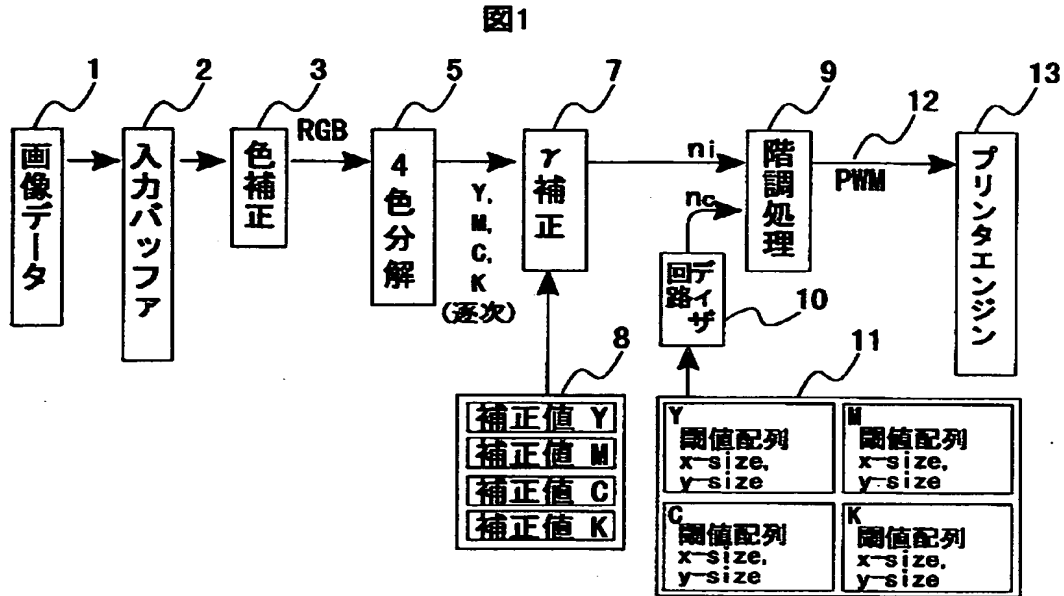 図1
1
2
3
5
7
9
12
13
画像データ
入力バッファ
色補正
RGB
4色分解
Y,
M,
C,
K
(逐次)
γ補正
ni
nc
階調処理
PWM
プリンタエンジン
ディザ
回路
10
8
補正値 Y
補正値 M
補正値 C
補正値 K
11
Y
閾値配列
x-size,
y-size
M
閾値配列
x-size,
y-size
C
閾値配列
x-size,
y-size
K
閾値配列
x-size,
y-size